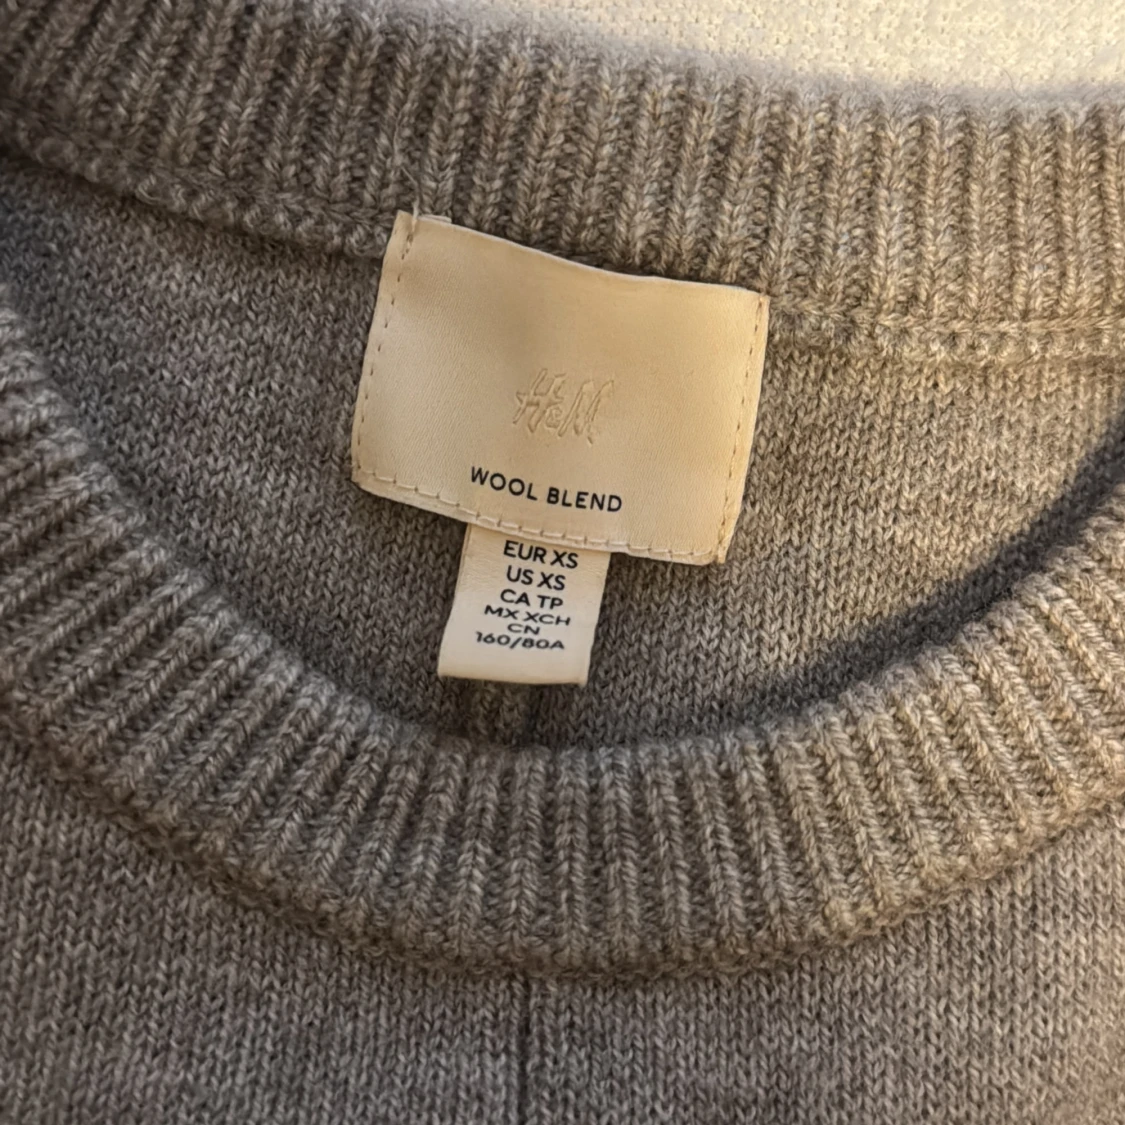 H&M
WOOL BLEND
EUR XS
US XS
CA TP
MX XCH
CN
160/80A